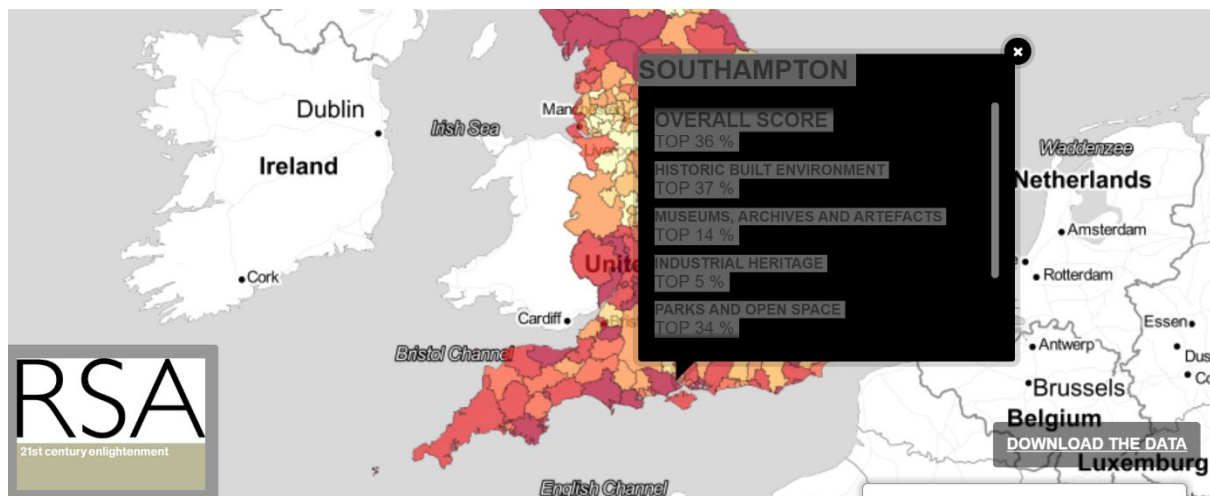 SOUTHAMPTON
OVERALL SCORE
TOP 36 %
HISTORIC BUILT ENVIRONMENT
TOP 37 %
MUSEUMS, ARCHIVES AND ARTEFACTS
TOP 14 %
INDUSTRIAL HERITAGE
TOP 5 %
PARKS AND OPEN SPACE
TOP 34 %
Dublin
Irish Sea
Ireland
Cork
Cardiff
Bristol Channel
English Channel
Waddenzee
Netherlands
Amsterdam
Rotterdam
Essen
Antwerp
Brussels
Belgium
Luxemburg
DOWNLOAD THE DATA
RSA
21st century enlightenment